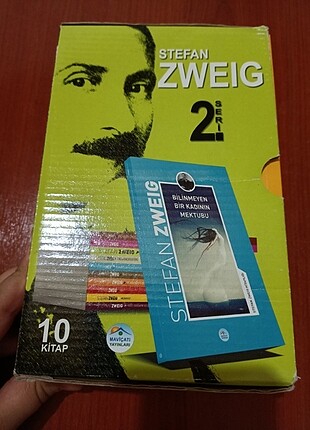 STEFAN
ZWEIG
2.
SERİ
STEFAN ZWEIG
BİLİNMEYEN
BİR KADININ
MEKTUBU
10
KİTAP
MAVİÇATI
YAYINLARI